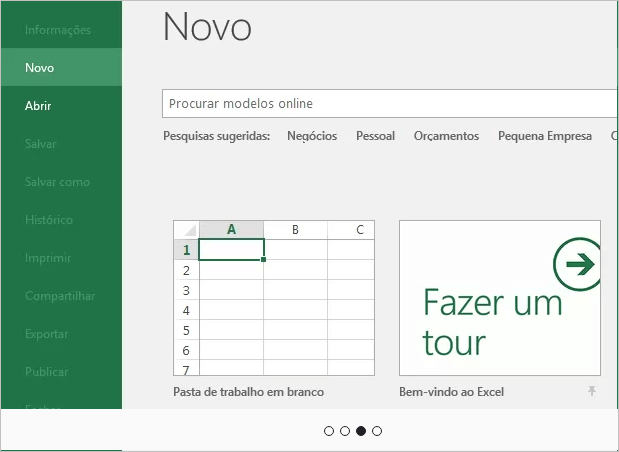 Informações
Novo
Abrir
Salvar
Salvar como
Histórico
Imprimir
Compartilhar
Exportar
Publicar
Novo
Procurar modelos online
Pesquisas sugeridas: Negócios Pessoal Orçamentos Pequena Empresa
A B C
1
2
3
4
5
6
7
Pasta de trabalho em branco
Fazer um
tour
Bem-vindo ao Excel